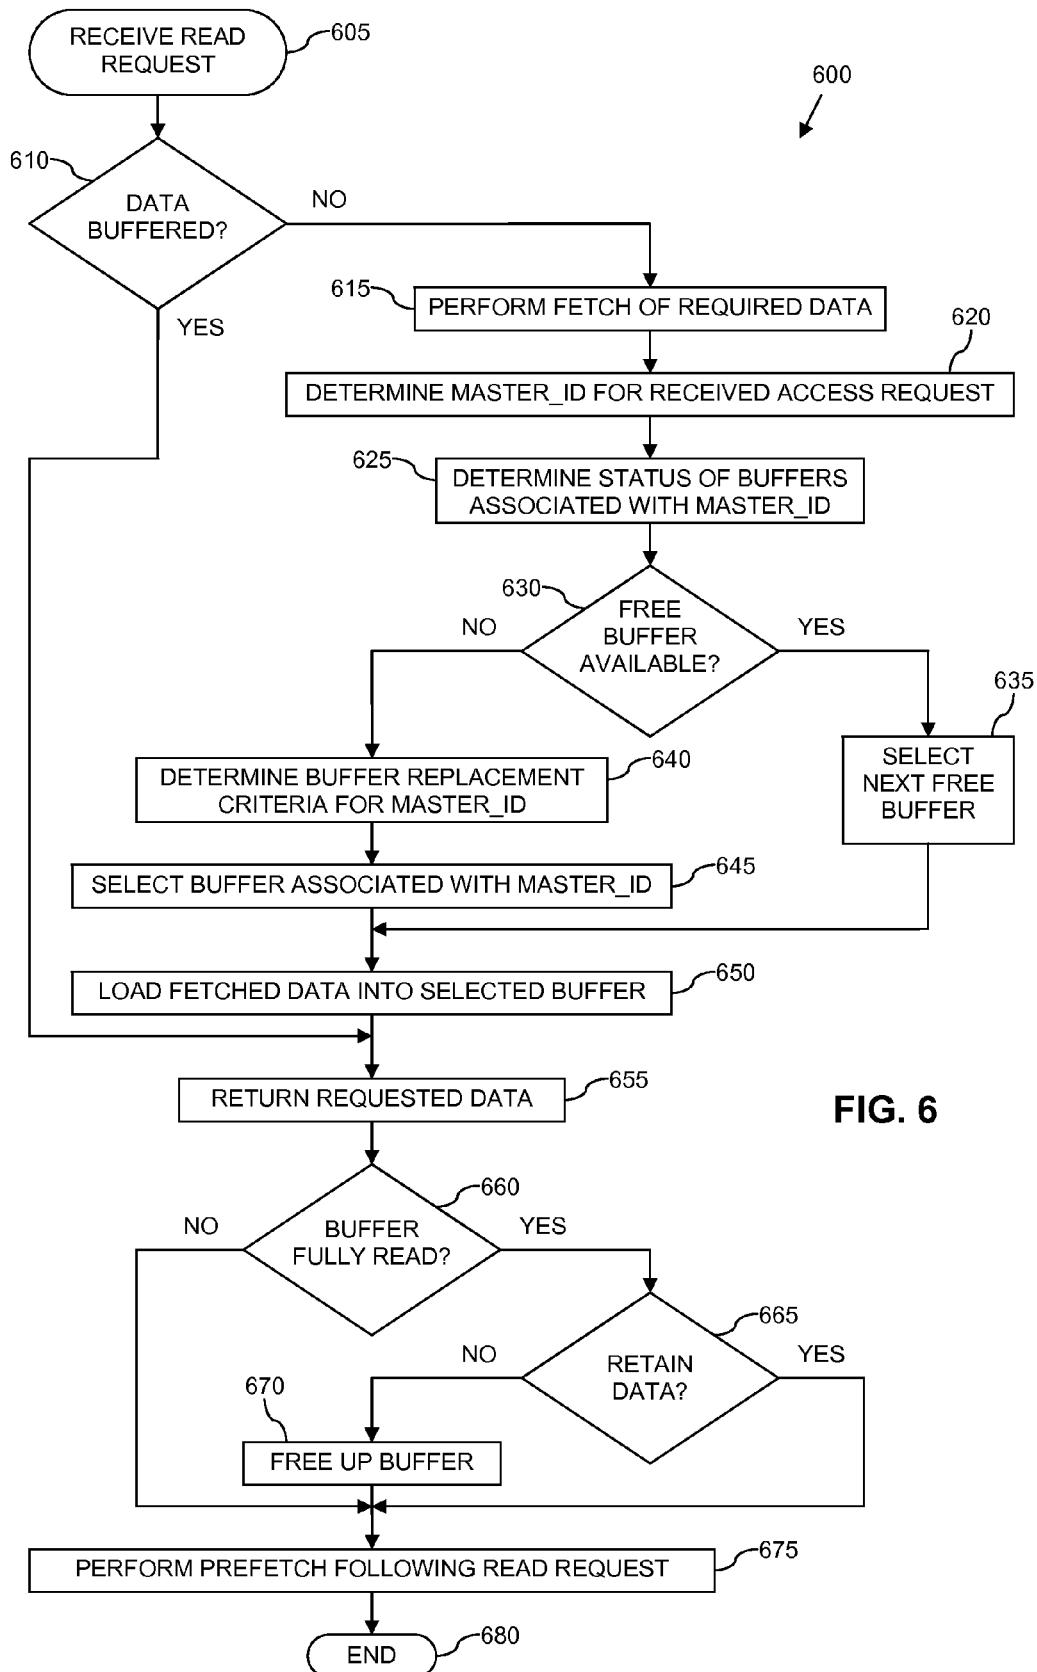 RECEIVE READ
REQUEST
605
600
610
DATA
BUFFERED?
NO
YES
615
PERFORM FETCH OF REQUIRED DATA
620
DETERMINE MASTER_ID FOR RECEIVED ACCESS REQUEST
625
DETERMINE STATUS OF BUFFERS
ASSOCIATED WITH MASTER_ID
630
FREE
BUFFER
AVAILABLE?
NO
YES
635
SELECT
NEXT FREE
BUFFER
640
DETERMINE BUFFER REPLACEMENT
CRITERIA FOR MASTER_ID
645
SELECT BUFFER ASSOCIATED WITH MASTER_ID
650
LOAD FETCHED DATA INTO SELECTED BUFFER
655
RETURN REQUESTED DATA
FIG. 6
660
BUFFER
FULLY READ?
NO
YES
665
RETAIN
DATA?
NO
YES
670
FREE UP BUFFER
675
PERFORM PREFETCH FOLLOWING READ REQUEST
END
680